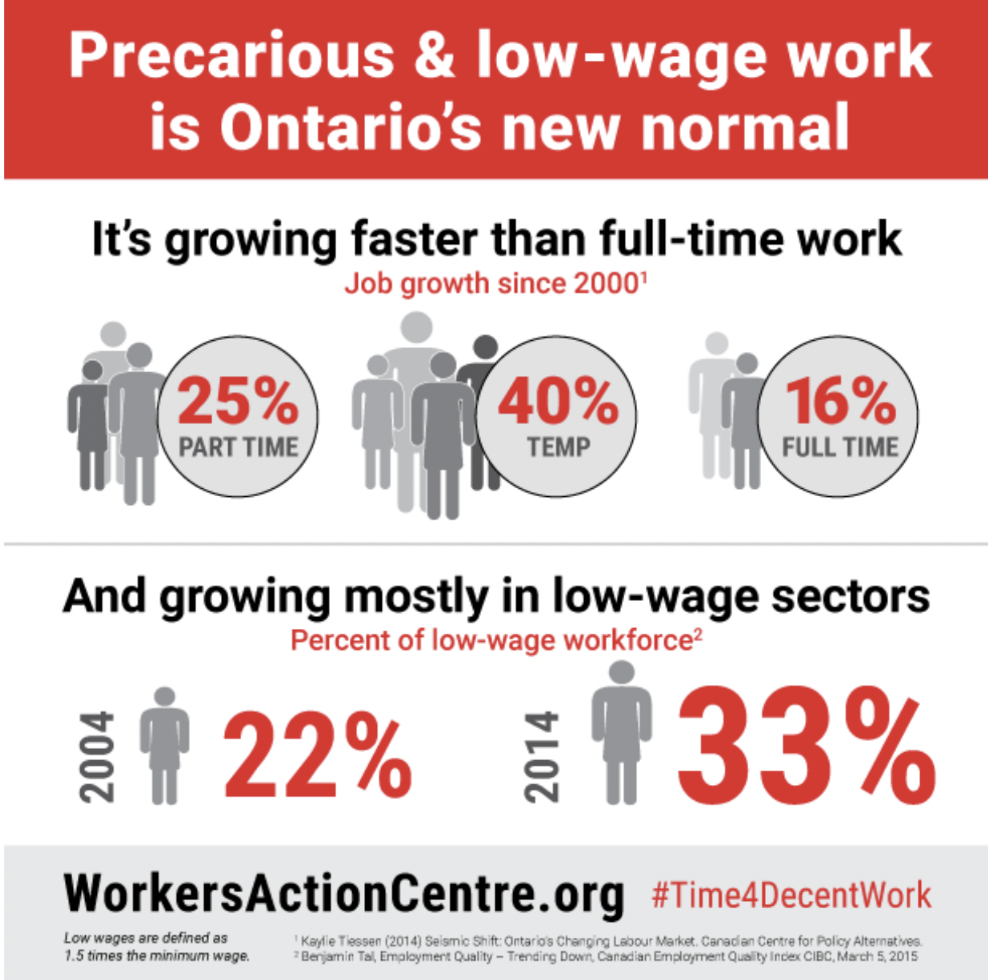 Precarious & low-wage work
is Ontario's new normal
It's growing faster than full-time work
Job growth since 2000¹
25%
PART TIME
40%
TEMP
16%
FULL TIME
And growing mostly in low-wage sectors
Percent of low-wage workforce²
2004
22%
2014
33%
WorkersActionCentre.org #Time4DecentWork
Low wages are defined as
1.5 times the minimum wage.
¹ Kaylie Tiessen (2014) Seismic Shift: Ontario's Changing Labour Market. Canadian Centre for Policy Alternatives.
² Benjamin Tal, Employment Quality – Trending Down, Canadian Employment Quality Index CIBC, March 5, 2015